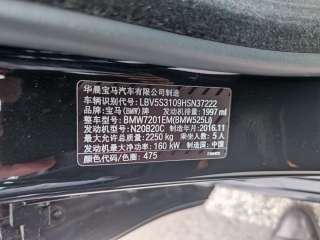 华晨宝马汽车有限公司制造
车辆识别代号：LBV5S3109HSN37222
品牌：宝马(BMW)牌 发动机排量：1997 ml
整车型号：BMW7201EM(BMW525Li)
发动机型号：N20B20C 制造年月：2016.11
最大允许总质量：2250 kg 乘坐人数：5 人
发动机最大净功率：160 kW 制造国：中国
颜色代码：475